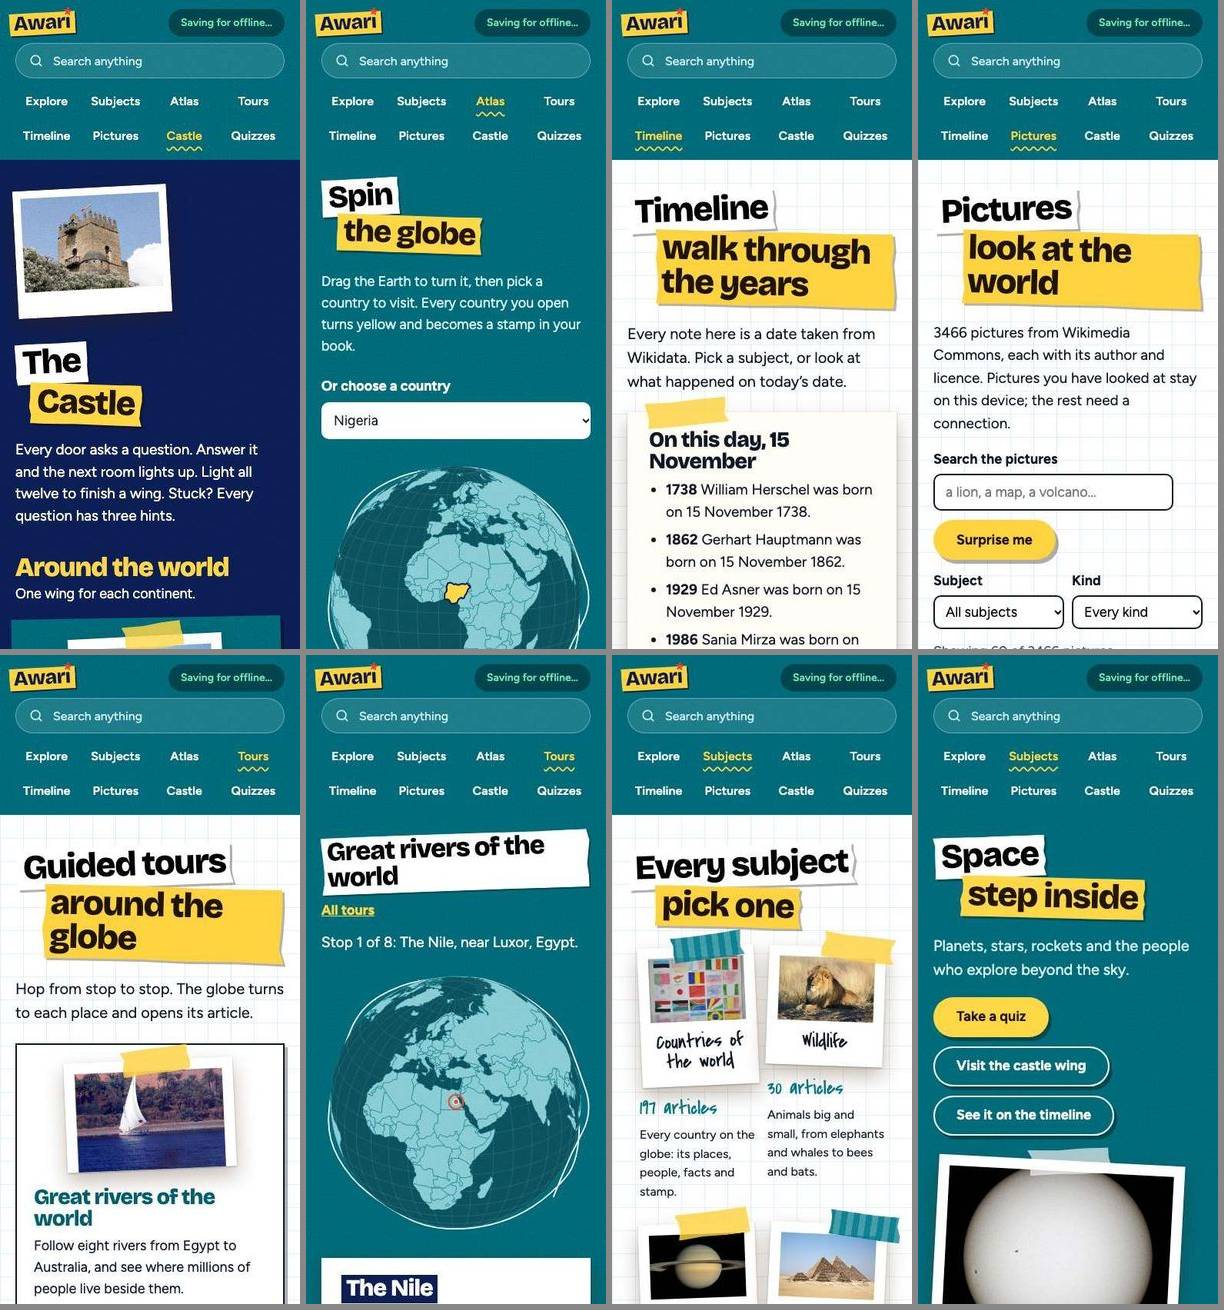 Awari
Saving for offline...
Search anything
Explore Subjects Atlas Tours
Timeline Pictures Castle Quizzes
The
Castle
Every door asks a question. Answer it
and the next room lights up. Light all
twelve to finish a wing. Stuck? Every
question has three hints.
Around the world
One wing for each continent.
Awari
Saving for offline...
Search anything
Explore Subjects Atlas Tours
Timeline Pictures Castle Quizzes
Spin
the globe
Drag the Earth to turn it, then pick a
country to visit. Every country you open
turns yellow and becomes a stamp in your
book.
Or choose a country
Nigeria
Awari
Saving for offline...
Search anything
Explore Subjects Atlas Tours
Timeline Pictures Castle Quizzes
Timeline
walk through
the years
Every note here is a date taken from
Wikidata. Pick a subject, or look at
what happened on today's date.
On this day, 15
November
1738 William Herschel was born
on 15 November 1738.
1862 Gerhart Hauptmann was
born on 15 November 1862.
1929 Ed Asner was born on 15
November 1929.
1986 Sania Mirza was born on
Awari
Saving for offline...
Search anything
Explore Subjects Atlas Tours
Timeline Pictures Castle Quizzes
Pictures
look at the
world
3466 pictures from Wikimedia
Commons, each with its author and
licence. Pictures you have looked at stay
on this device; the rest need a
connection.
Search the pictures
a lion, a map, a volcano...
Surprise me
Subject Kind
All subjects Every kind
Awari
Saving for offline...
Search anything
Explore Subjects Atlas Tours
Timeline Pictures Castle Quizzes
Guided tours
around the
globe
Hop from stop to stop. The globe turns
to each place and opens its article.
Great rivers of the
world
Follow eight rivers from Egypt to
Australia, and see where millions of
people live beside them.
Awari
Saving for offline...
Search anything
Explore Subjects Atlas Tours
Timeline Pictures Castle Quizzes
Great rivers of the
world
All tours
Stop 1 of 8: The Nile, near Luxor, Egypt.
The Nile
Awari
Saving for offline...
Search anything
Explore Subjects Atlas Tours
Timeline Pictures Castle Quizzes
Every subject
pick one
Countries of
the world
197 articles
Every country on the
globe: its places,
people, facts and
stamp.
Wildlife
30 articles
Animals big and
small, from elephants
and whales to bees
and bats.
Awari
Saving for offline...
Search anything
Explore Subjects Atlas Tours
Timeline Pictures Castle Quizzes
Space
step inside
Planets, stars, rockets and the people
who explore beyond the sky.
Take a quiz
Visit the castle wing
See it on the timeline